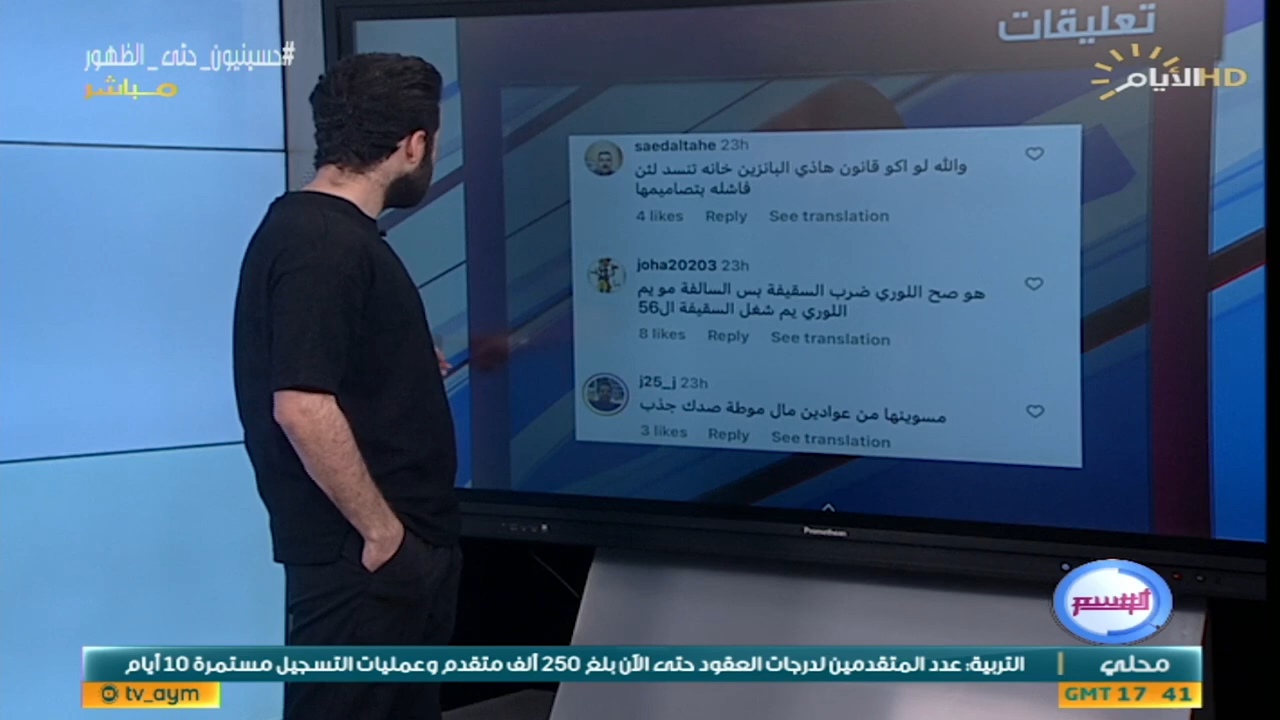 تعليقات
#حسينيون_حتى_الظهور
مباشر
الأيام HD
saedaltahe 23h
والله لو اكو قانون هاذي البانزين خانه تنسد لئن
فاشله بتصاميمها
4 likes Reply See translation
joha20203 23h
هو صح اللوري ضرب السقيفة بس السالفة مو يم
اللوري يم شغل السقيفة ال56
8 likes Reply See translation
j25_j 23h
مسوينها من عوادين مال موطة صدك جذب
3 likes Reply See translation
Promethean
محلي
التربية: عدد المتقدمين لدرجات العقود حتى الآن بلغ 250 ألف متقدم وعمليات التسجيل مستمرة 10 أيام
tv_aym
GMT 17 41